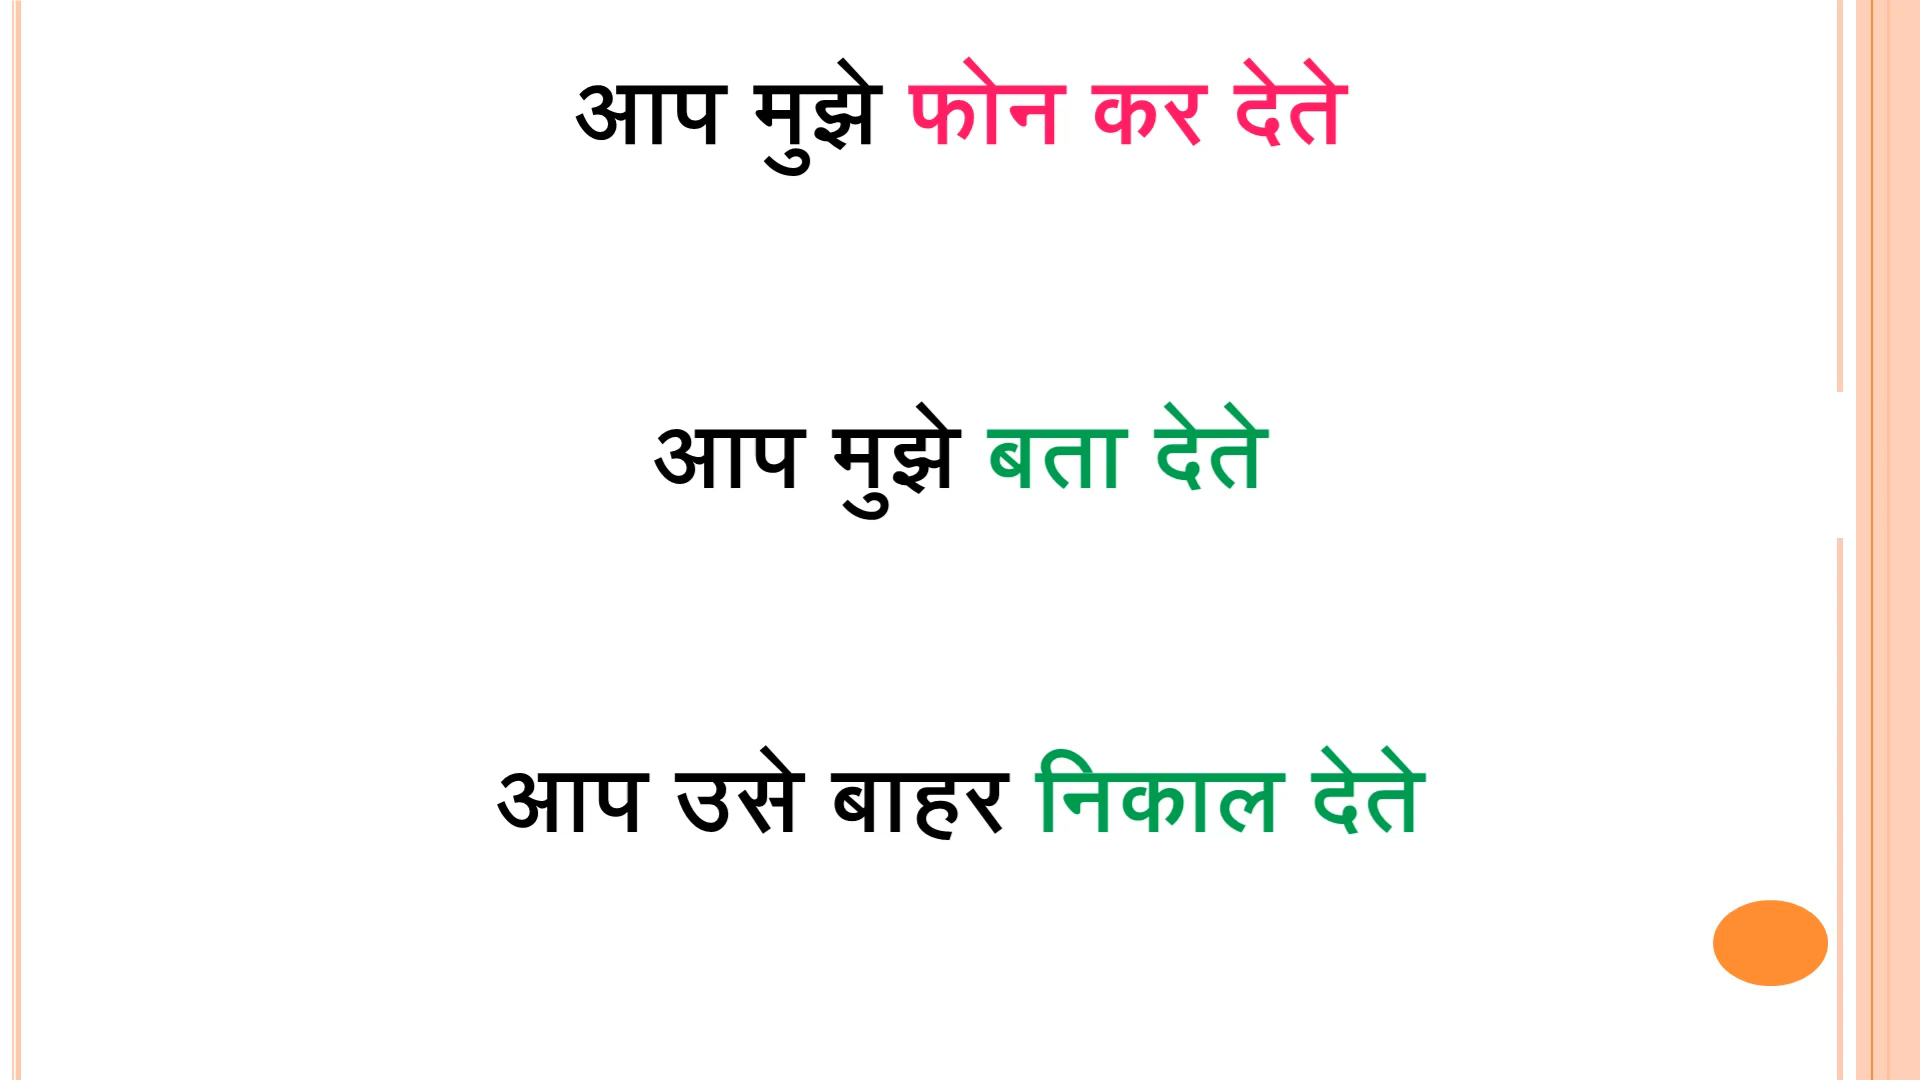 आप मुझे फोन कर देते
आप मुझे बता देते
आप उसे बाहर निकाल देते